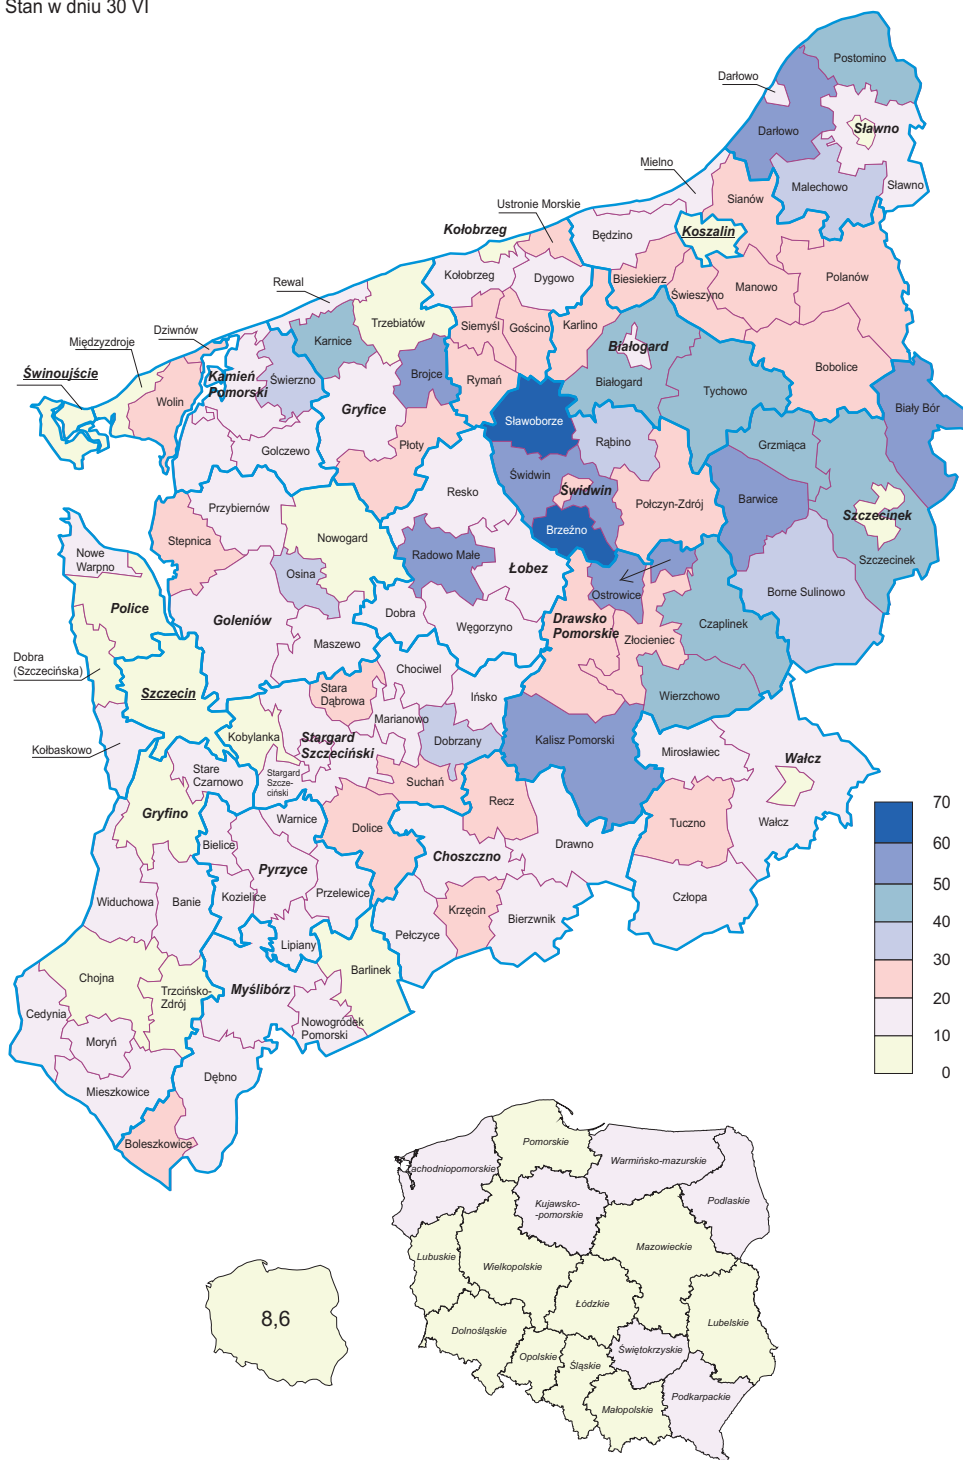 Stan w dniu 30 VI
Postomino
Darłowo
Darłowo
Sławno
Mielno
Malechowo
Sławno
Sianów
Ustronie Morskie
Kołobrzeg
Będzino
Koszalin
Kołobrzeg
Dygowo
Biesiekierz
Świeszyno
Manowo
Polanów
Rewal
Trzebiatów
Siemyśl
Gościno
Karlino
Dziwnów
Karnice
Białogard
Międzyzdroje
Świnoujście
Kamień
Pomorski
Świerzno
Brojce
Rymań
Białogard
Tychowo
Bobolice
Wolin
Gryfice
Sławoborze
Biały Bór
Płoty
Rąbino
Grzmiąca
Golczewo
Świdwin
Resko
Świdwin
Połczyn-Zdrój
Barwice
Szczecinek
Przybiernów
Brzeżno
Stepnica
Nowogard
Radowo Małe
Szczecinek
Nowe
Warpno
Osina
Łobez
Ostrowice
Borne Sulinowo
Police
Goleniów
Dobra
Węgorzyno
Drawsko
Pomorskie
Złocieniec
Czaplinek
Maszewo
Dobra
(Szczecińska)
Chociwel
Szczecin
Stara
Dąbrowa
Ińsko
Wierzchowo
Marianowo
Kobylanka
Stargard
Szczeciński
Dobrzany
Kalisz Pomorski
Mirosławiec
Wałcz
Kołbaskowo
Stare
Czarnowo
Stargard
Szcze-
ciński
Suchań
Recz
Gryfino
Warnice
Dolice
Tuczno
Wałcz
Bielice
Choszczno
Drawno
Pyrzyce
Widuchowa
Banie
Kozielice
Przelewice
Krzęcin
Człopa
Pełczyce
Bierzwnik
Lipiany
Chojna
Barlinek
Trzcińsko-
Zdrój
Myślibórz
Cedynia
Nowogródek
Pomorski
Moryń
Dębno
Mieszkowice
Boleszkowice
70
60
50
40
30
20
10
0
Pomorskie
Zachodniopomorskie
Warmińsko-mazurskie
Kujawsko-
-pomorskie
Podlaskie
Mazowieckie
Lubuskie
Wielkopolskie
Łódzkie
8,6
Lubelskie
Dolnośląskie
Świętokrzyskie
Opolskie
Śląskie
Podkarpackie
Małopolskie